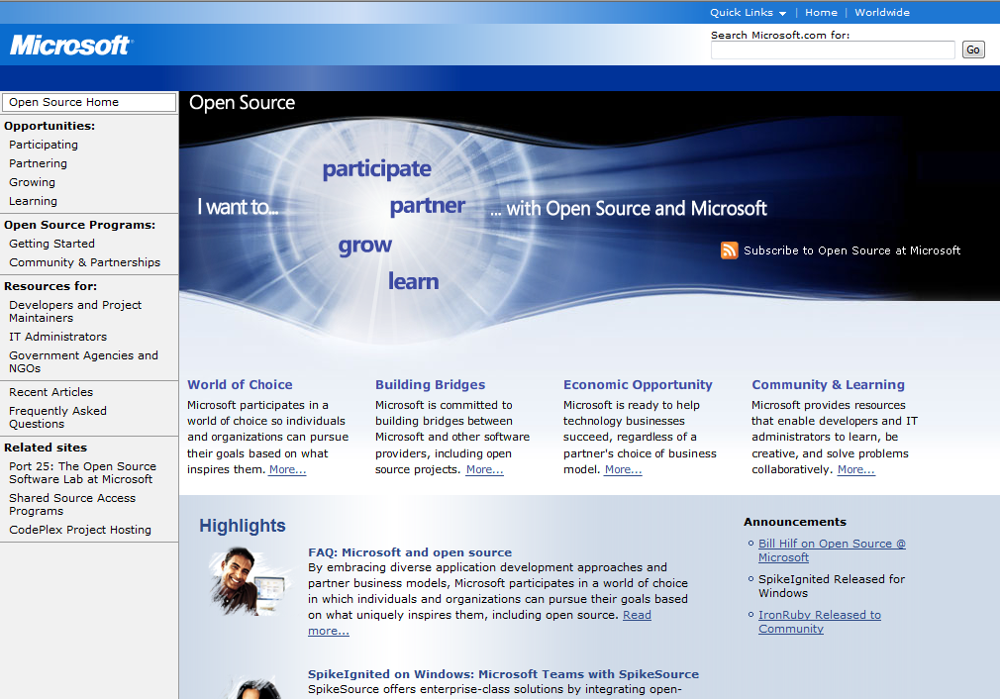 Quick Links | Home | Worldwide
Microsoft
Search Microsoft.com for:
Go
Open Source Home
Opportunities:
Participating
Partnering
Growing
Learning
Open Source Programs:
Getting Started
Community & Partnerships
Resources for:
Developers and Project
Maintainers
IT Administrators
Government Agencies and
NGOs
Recent Articles
Frequently Asked
Questions
Related sites
Port 25: The Open Source
Software Lab at Microsoft
Shared Source Access
Programs
CodePlex Project Hosting
Open Source
participate
I want to...
partner
... with Open Source and Microsoft
grow
learn
Subscribe to Open Source at Microsoft
World of Choice
Microsoft participates in a
world of choice so individuals
and organizations can pursue
their goals based on what
inspires them. More...
Building Bridges
Microsoft is committed to
building bridges between
Microsoft and other software
providers, including open
source projects. More...
Economic Opportunity
Microsoft is ready to help
technology businesses
succeed, regardless of a
partner's choice of business
model. More...
Community & Learning
Microsoft provides resources
that enable developers and IT
administrators to learn, be
creative, and solve problems
collaboratively. More...
Highlights
FAQ: Microsoft and open source
By embracing diverse application development approaches and
partner business models, Microsoft participates in a world of choice
in which individuals and organizations can pursue their goals based
on what uniquely inspires them, including open source. Read
more...
SpikeIgnited on Windows: Microsoft Teams with SpikeSource
SpikeSource offers enterprise-class solutions by integrating open-
Announcements
Bill Hilf on Open Source @
Microsoft
SpikeIgnited Released for
Windows
IronRuby Released to
Community